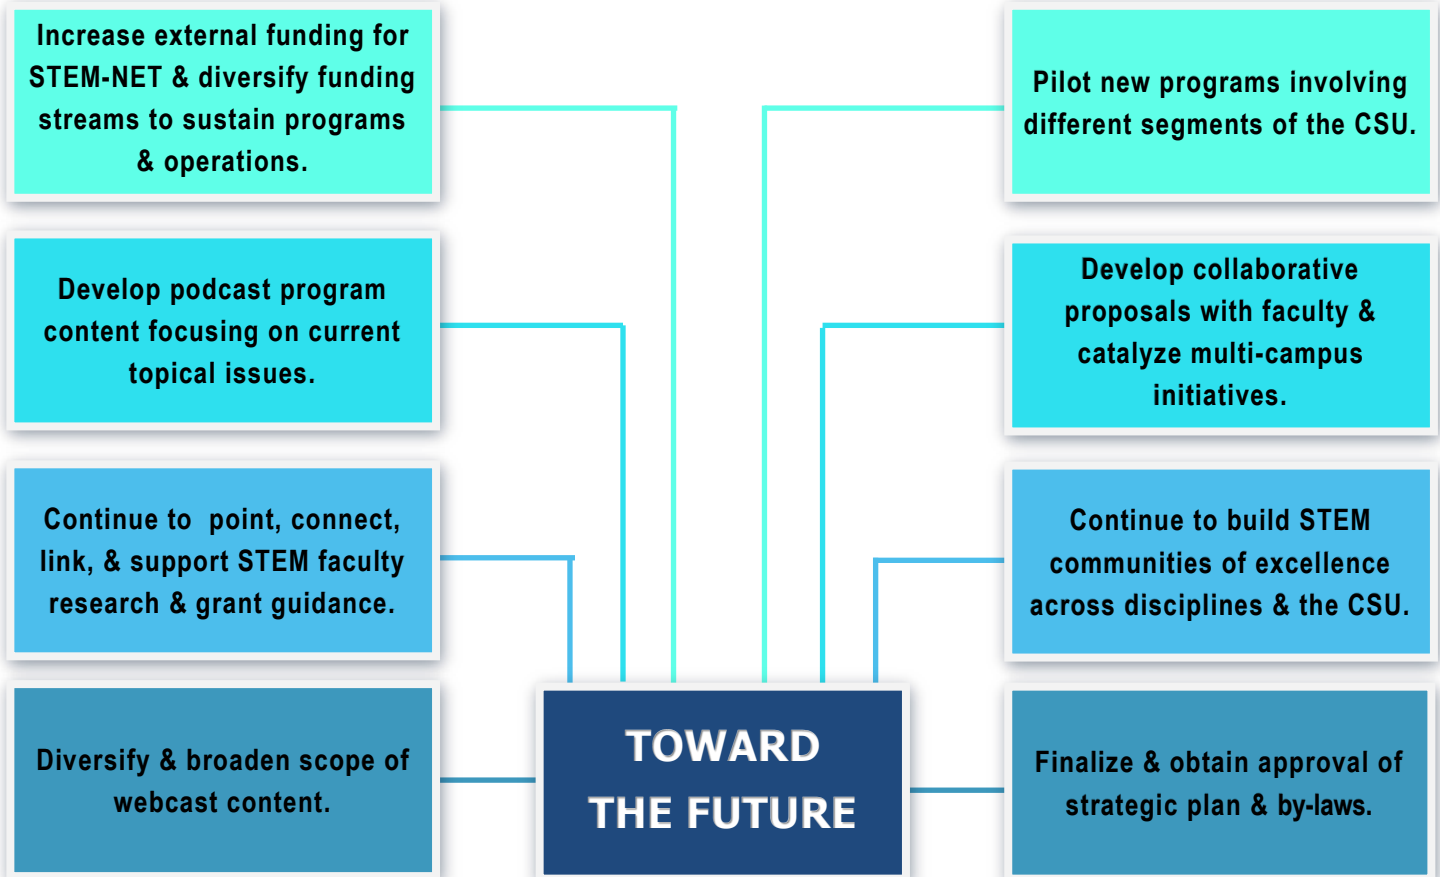 Increase external funding for
STEM-NET & diversify funding
streams to sustain programs
& operations.
Pilot new programs involving
different segments of the CSU.
Develop podcast program
content focusing on current
topical issues.
Develop collaborative
proposals with faculty &
catalyze multi-campus
initiatives.
Continue to  point, connect,
link, & support STEM faculty
research & grant guidance.
Continue to build STEM
communities of excellence
across disciplines & the CSU.
Diversify & broaden scope of
webcast content.
TOWARD
THE FUTURE
Finalize & obtain approval of
strategic plan & by-laws.